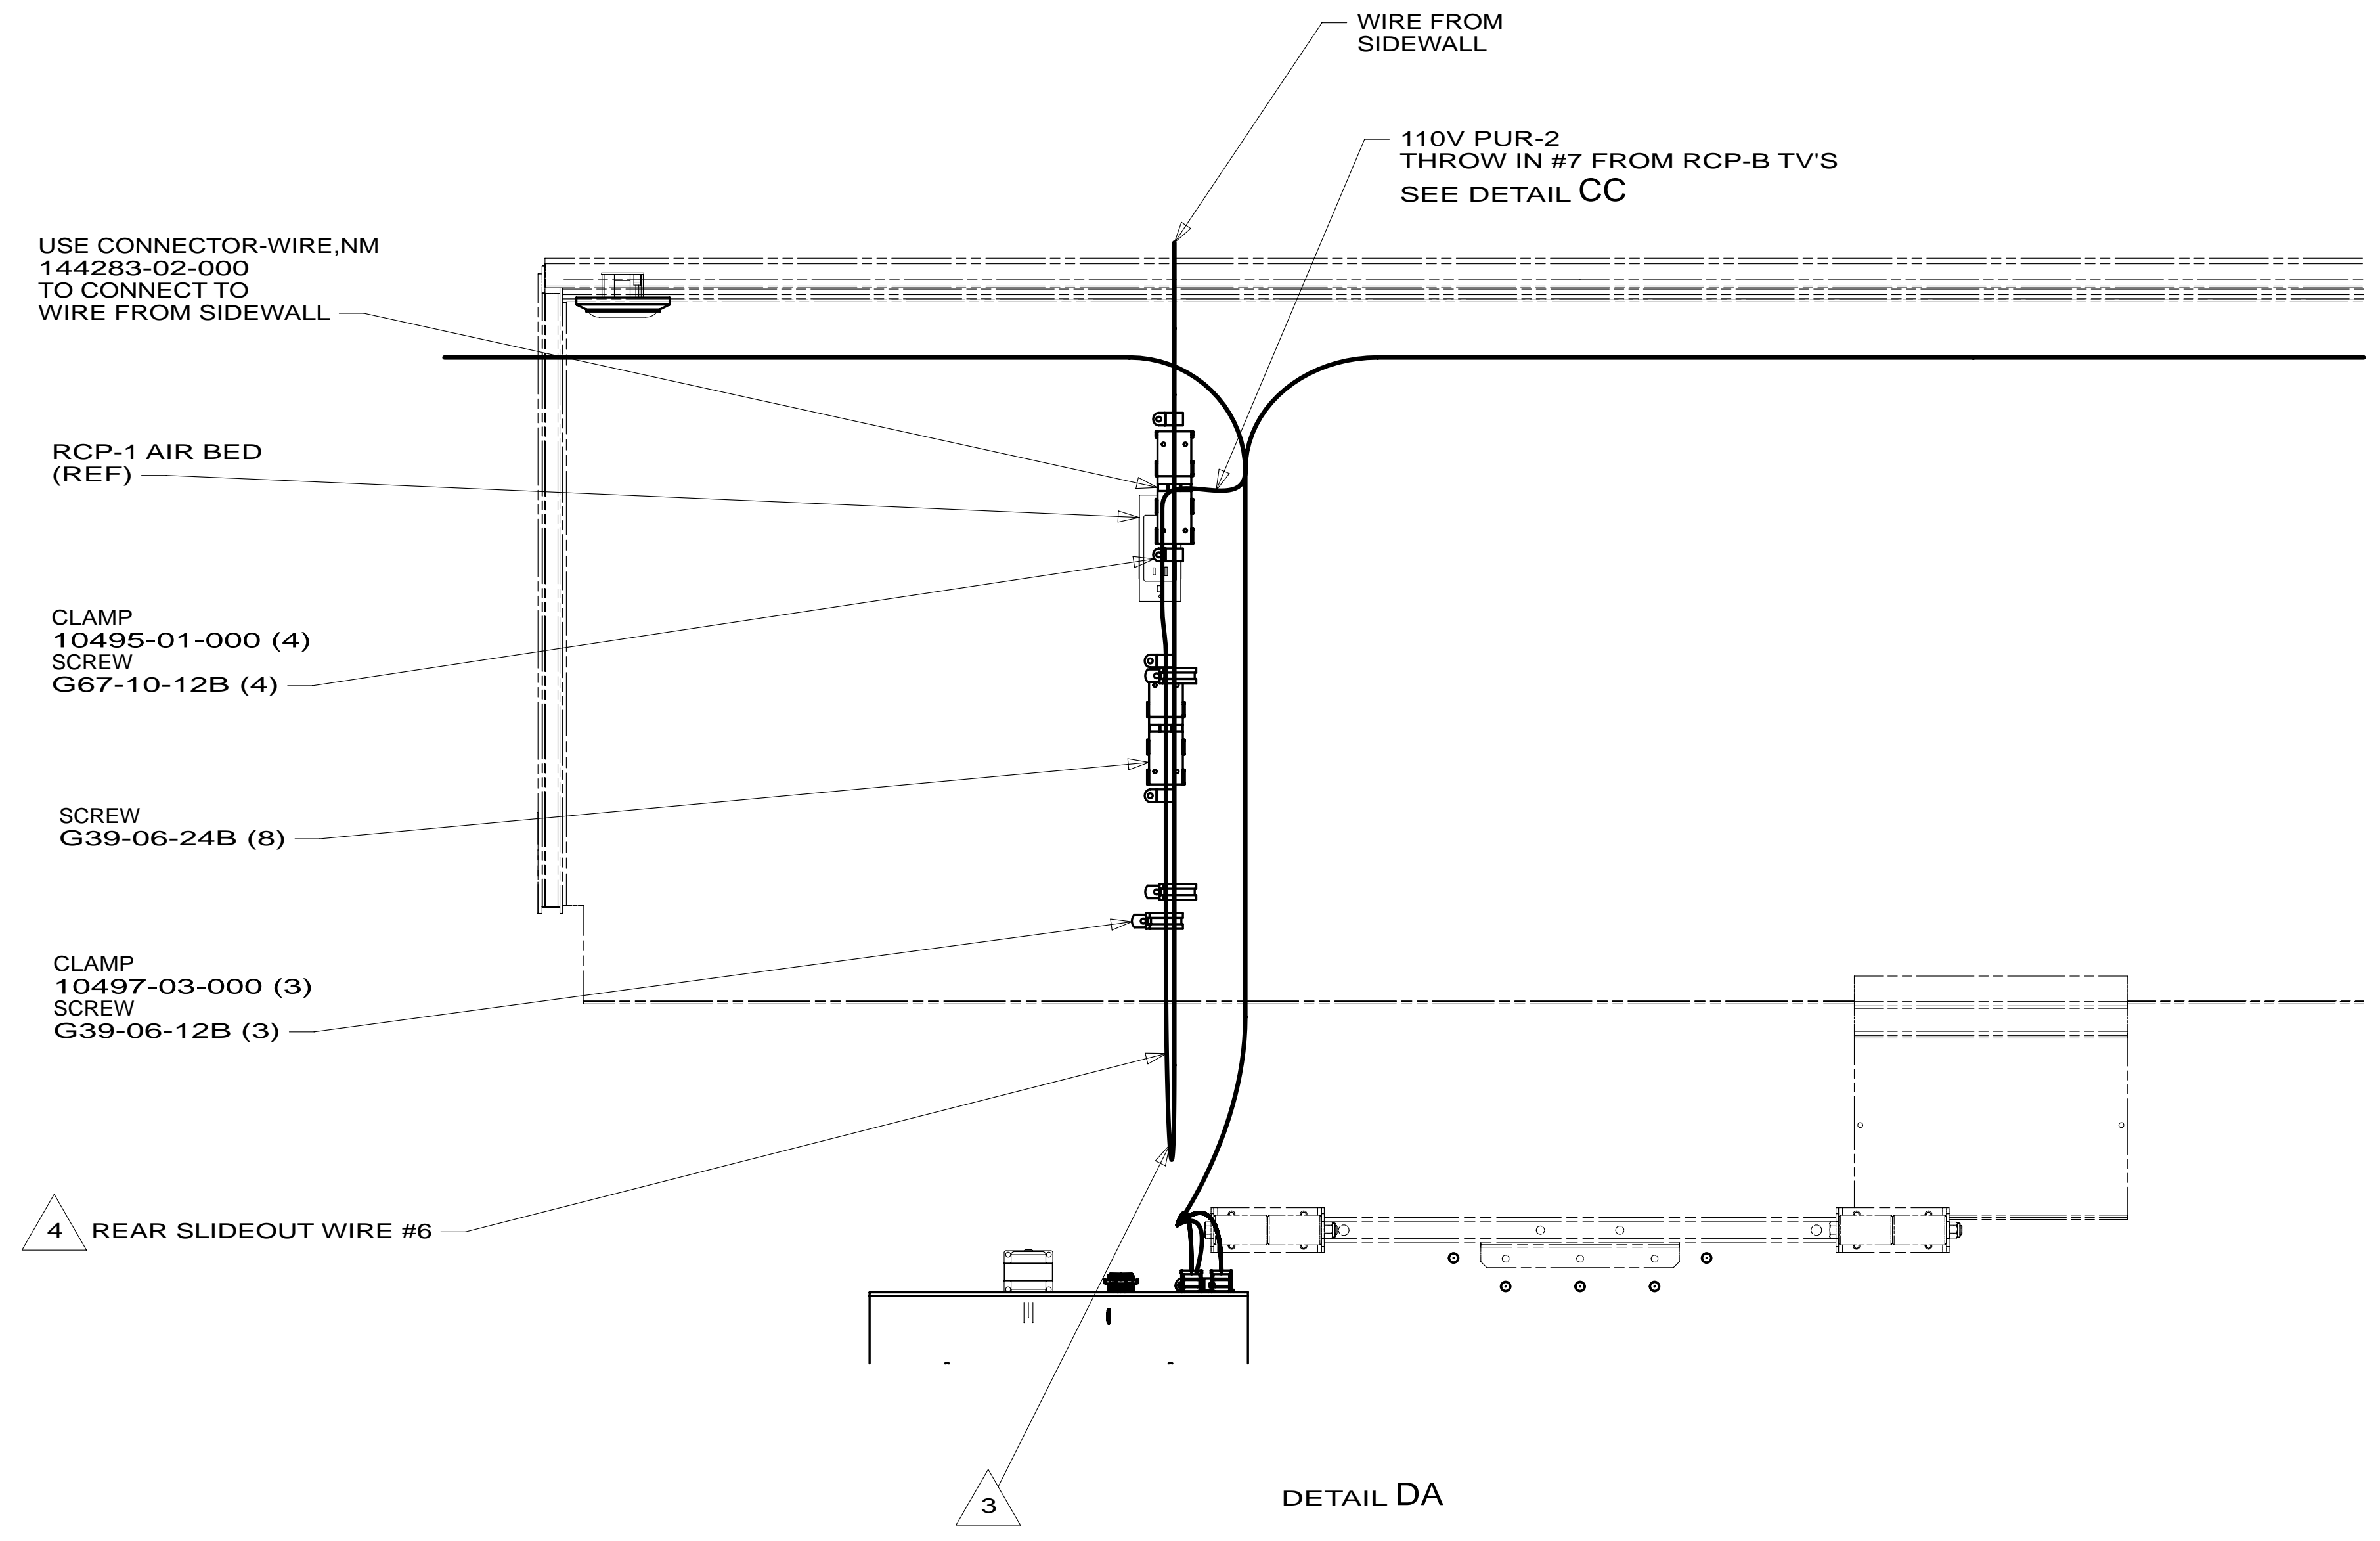 WIRE FROM
SIDEWALL
110V PUR-2
THROW IN #7 FROM RCP-B TV'S
SEE DETAIL CC
USE CONNECTOR-WIRE,NM
144283-02-000
TO CONNECT TO
WIRE FROM SIDEWALL
RCP-1 AIR BED
(REF)
CLAMP
10495-01-000 (4)
SCREW
G67-10-12B (4)
SCREW
G39-06-24B (8)
CLAMP
10497-03-000 (3)
SCREW
G39-06-12B (3)
4 REAR SLIDEOUT WIRE #6
3
DETAIL DA